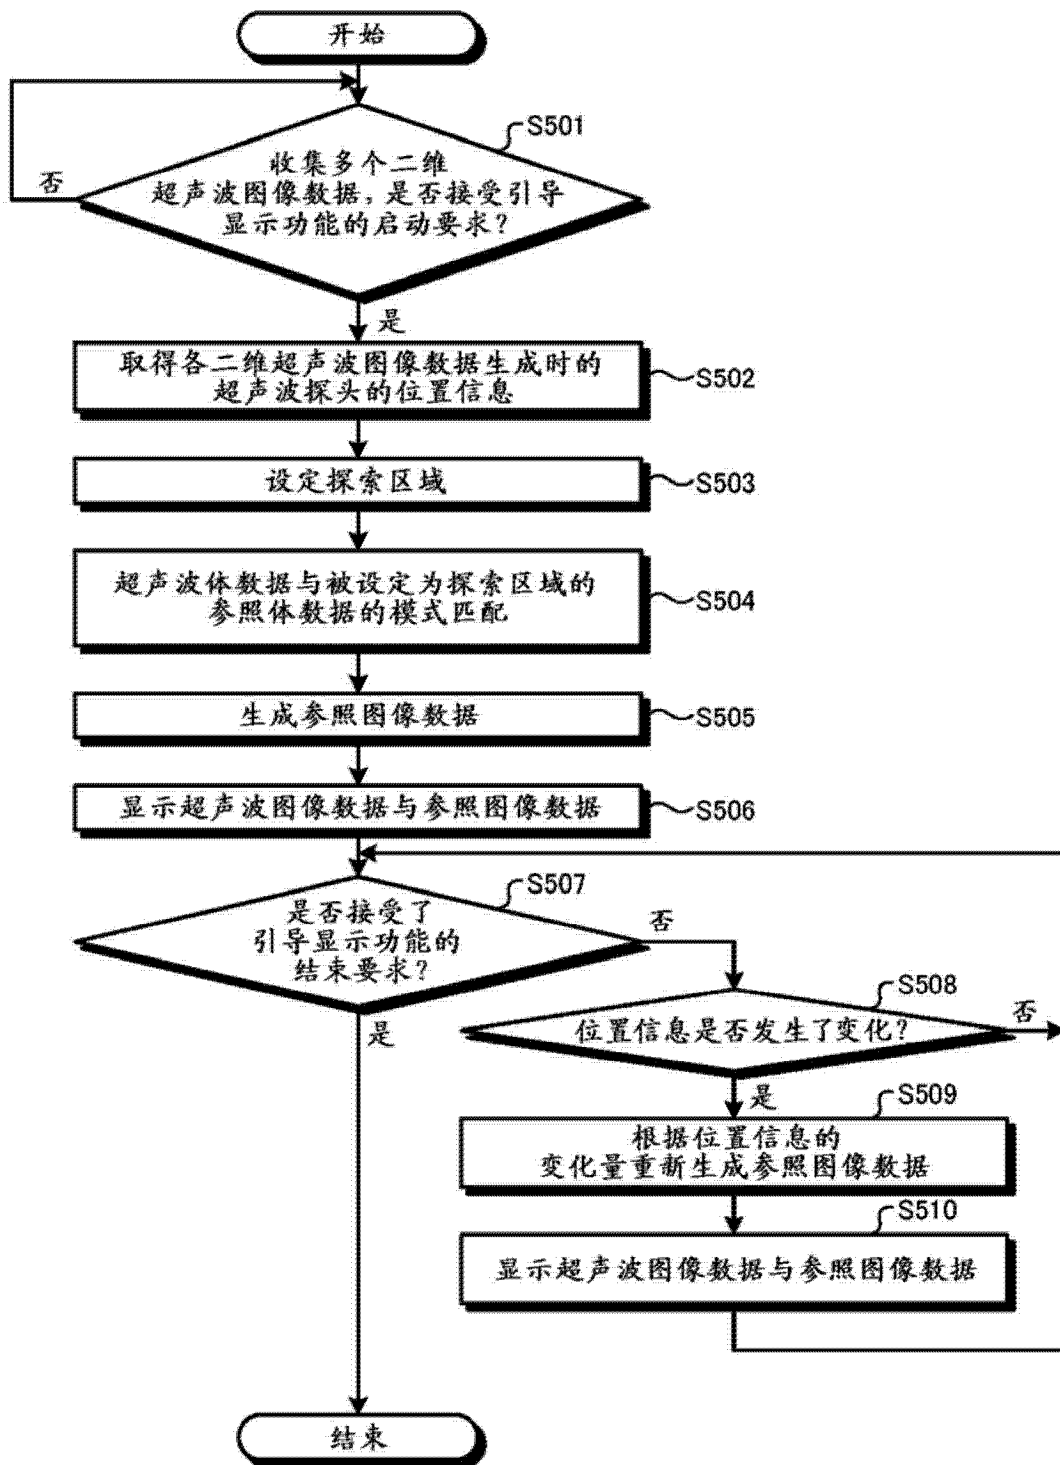 开始
S501
收集多个二维
超声波图像数据,是否接受引导
显示功能的启动要求?
否
是
取得各二维超声波图像数据生成时的
超声波探头的位置信息
S502
设定探索区域
S503
超声波体数据与被设定为探索区域的
参照体数据的模式匹配
S504
生成参照图像数据
S505
显示超声波图像数据与参照图像数据
S506
S507
是否接受了
引导显示功能的
结束要求?
否
是
S508
位置信息是否发生了变化?
否
是
S509
根据位置信息的
变化量重新生成参照图像数据
S510
显示超声波图像数据与参照图像数据
结束